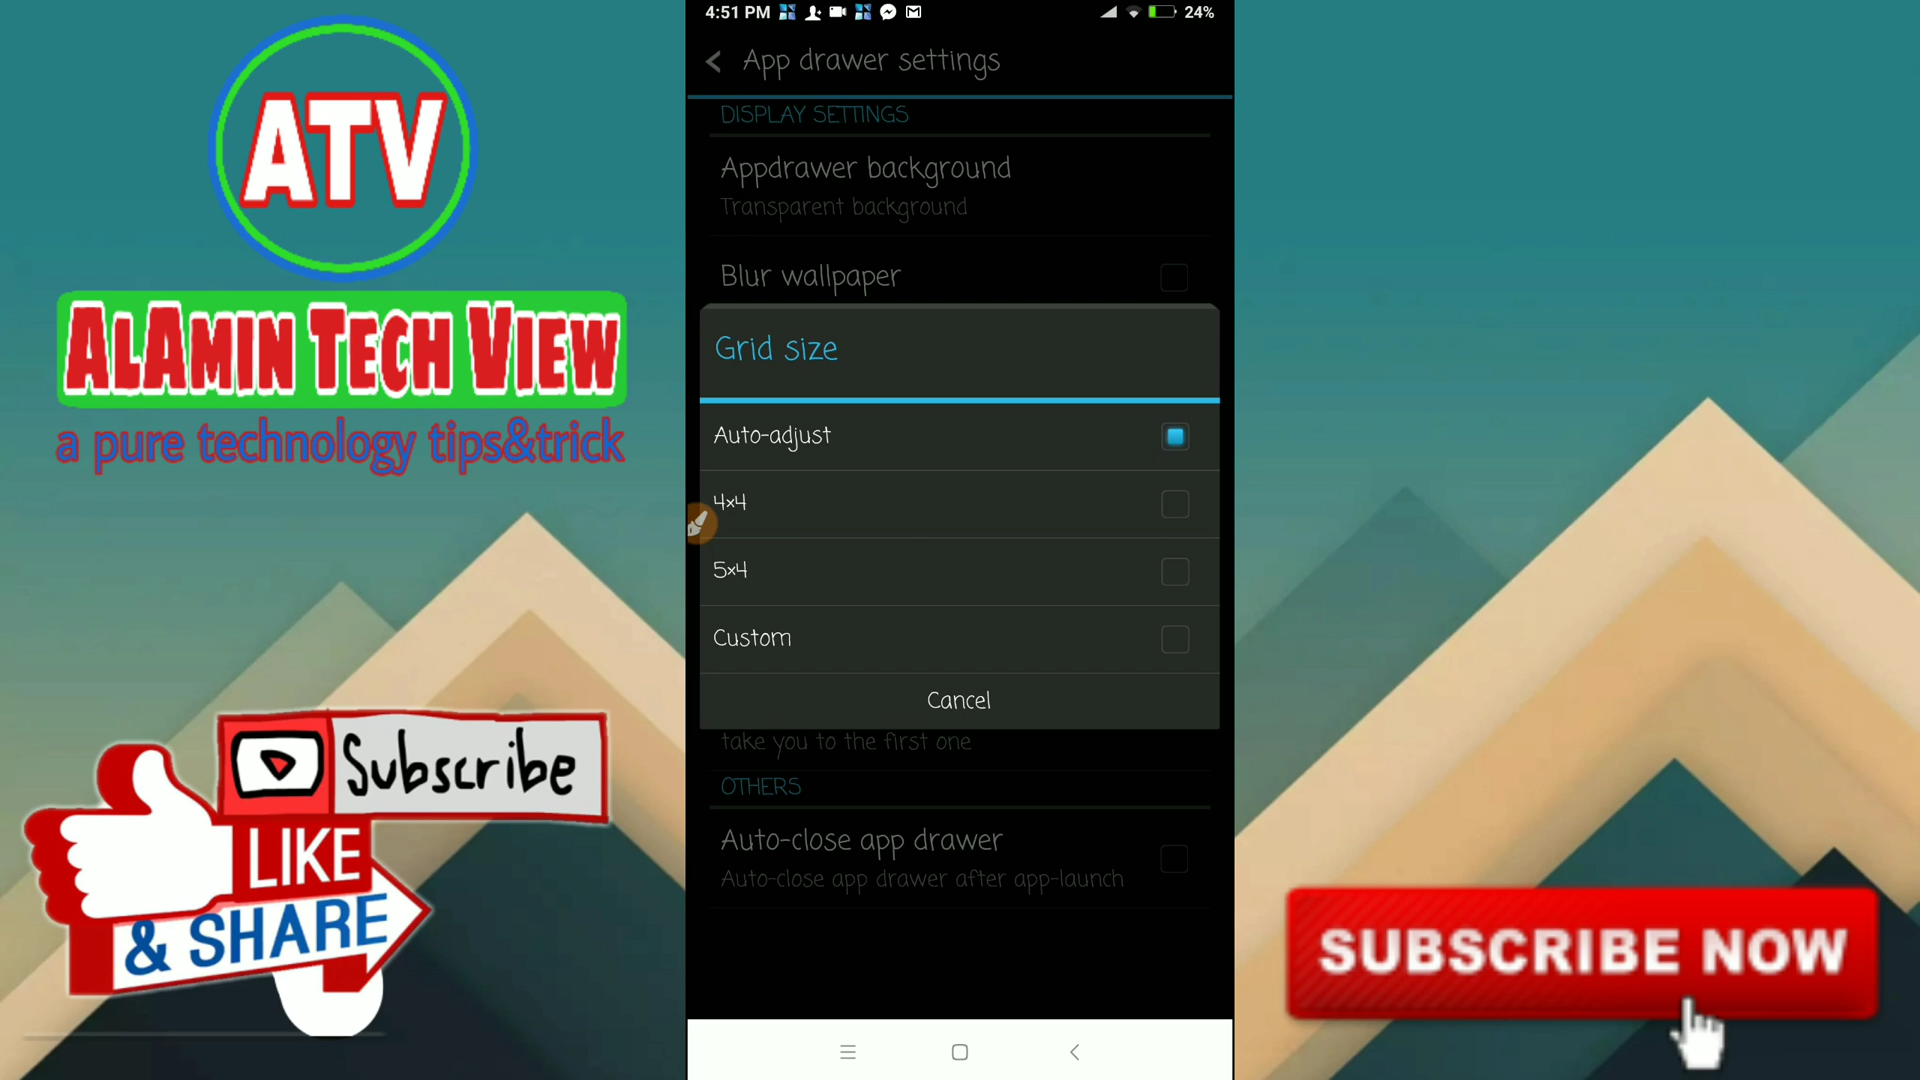 ATV
ALAMIN TECH VIEW
a pure technology tips&trick
Subscribe
LIKE
& SHARE
4:51 PM
24%
App drawer settings
DISPLAY SETTINGS
Appdrawer background
Transparent background
Blur wallpaper
Grid size
Auto-adjust
4×4
5×4
Custom
Cancel
take you to the first one
OTHERS
Auto-close app drawer
Auto-close app drawer after app-launch
SUBSCRIBE NOW